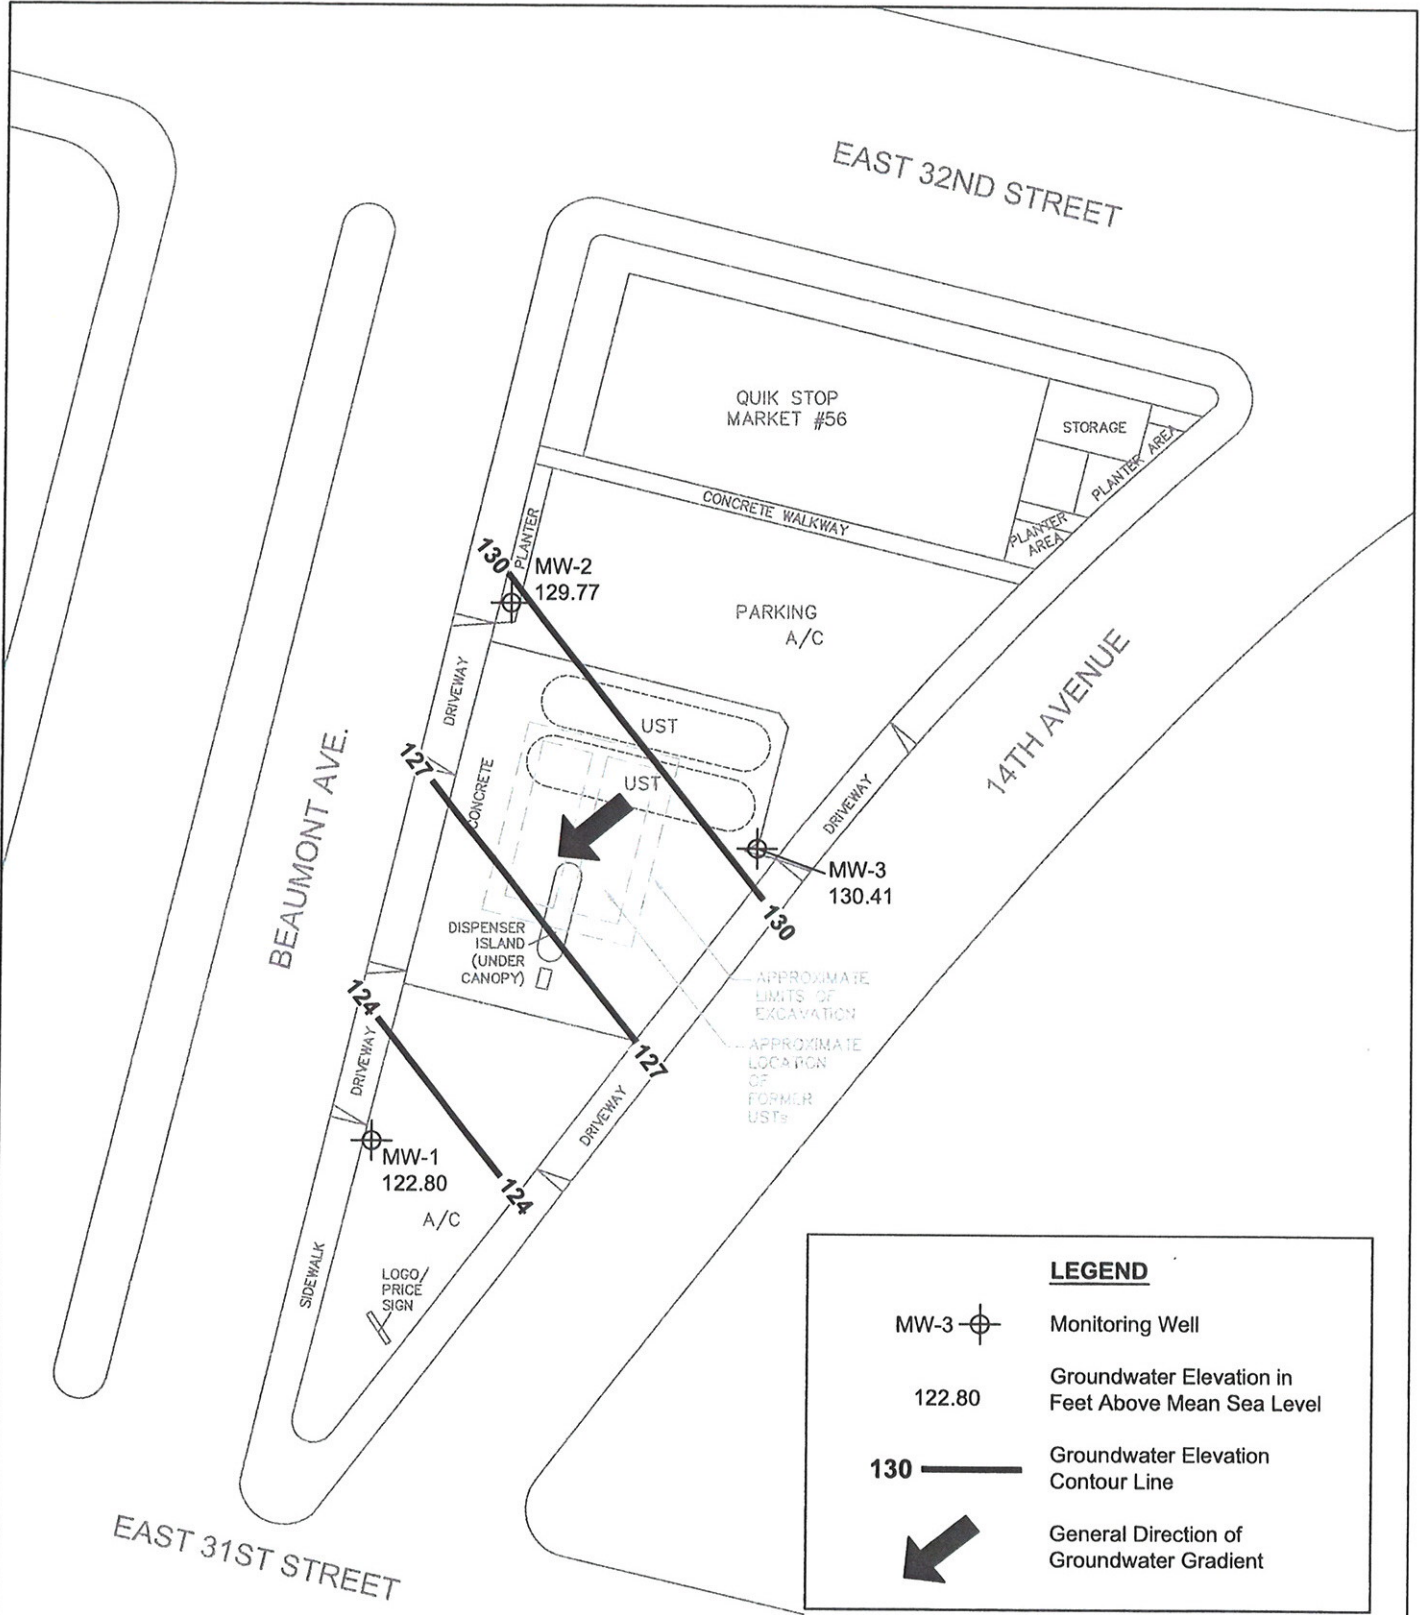 EAST 32ND STREET
QUIK STOP
MARKET #56
STORAGE
PLANTER AREA
PLANTER
AREA
CONCRETE WALKWAY
PLANTER
130
MW-2
129.77
PARKING
A/C
DRIVEWAY
UST
UST
14TH AVENUE
127
CONCRETE
BEAUMONT AVE.
DRIVEWAY
MW-3
130.41
130
DISPENSER
ISLAND
(UNDER
CANOPY)
APPROXIMATE
LIMITS OF
EXCAVATION
124
APPROXIMATE
LOCATION
OF
FORMER
USTs
127
DRIVEWAY
DRIVEWAY
MW-1
122.80
124
A/C
SIDEWALK
LOGO/
PRICE
SIGN
EAST 31ST STREET
LEGEND
MW-3 Monitoring Well
122.80 Groundwater Elevation in
Feet Above Mean Sea Level
130 Groundwater Elevation
Contour Line
General Direction of
Groundwater Gradient